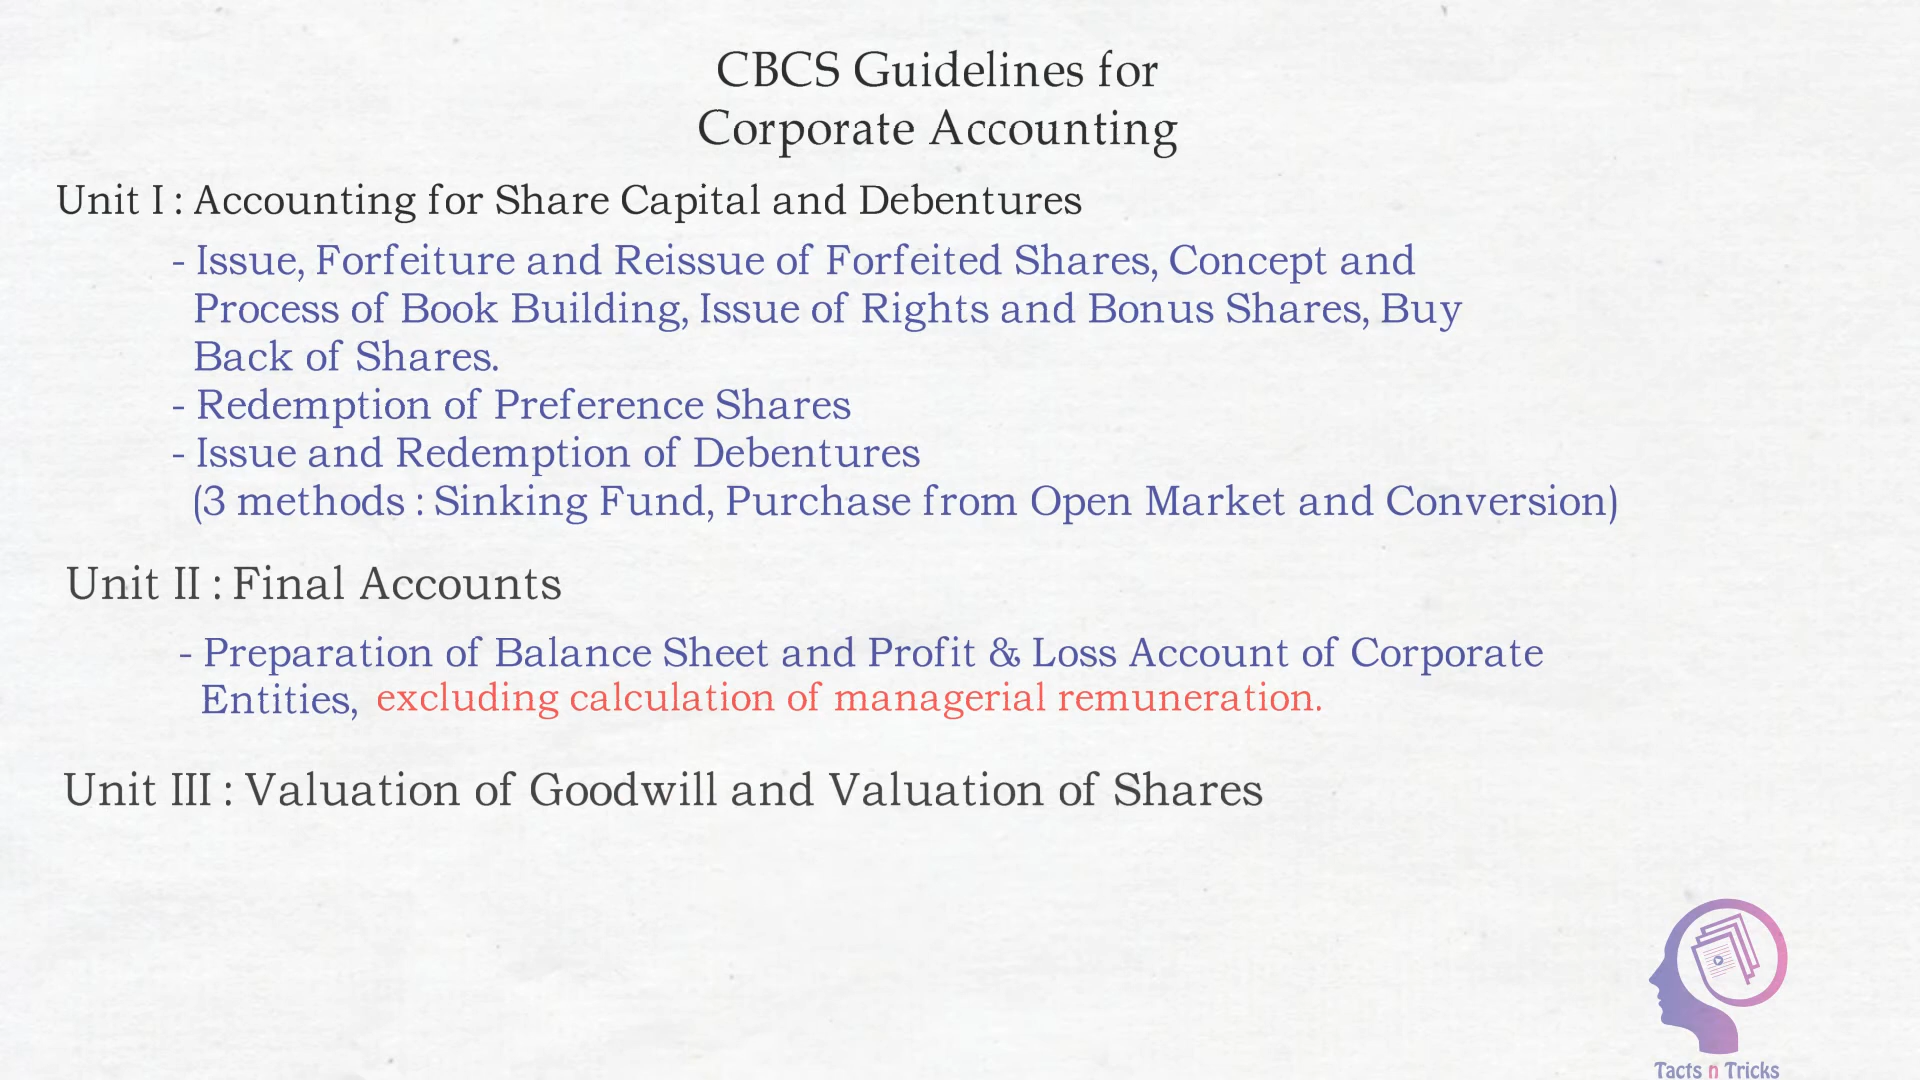 CBCS Guidelines for
Corporate Accounting
Unit I : Accounting for Share Capital and Debentures
- Issue, Forfeiture and Reissue of Forfeited Shares, Concept and
Process of Book Building, Issue of Rights and Bonus Shares, Buy
Back of Shares.
- Redemption of Preference Shares
- Issue and Redemption of Debentures
(3 methods : Sinking Fund, Purchase from Open Market and Conversion)
Unit II : Final Accounts
- Preparation of Balance Sheet and Profit & Loss Account of Corporate
Entities, excluding calculation of managerial remuneration.
Unit III : Valuation of Goodwill and Valuation of Shares
Tacts n Tricks